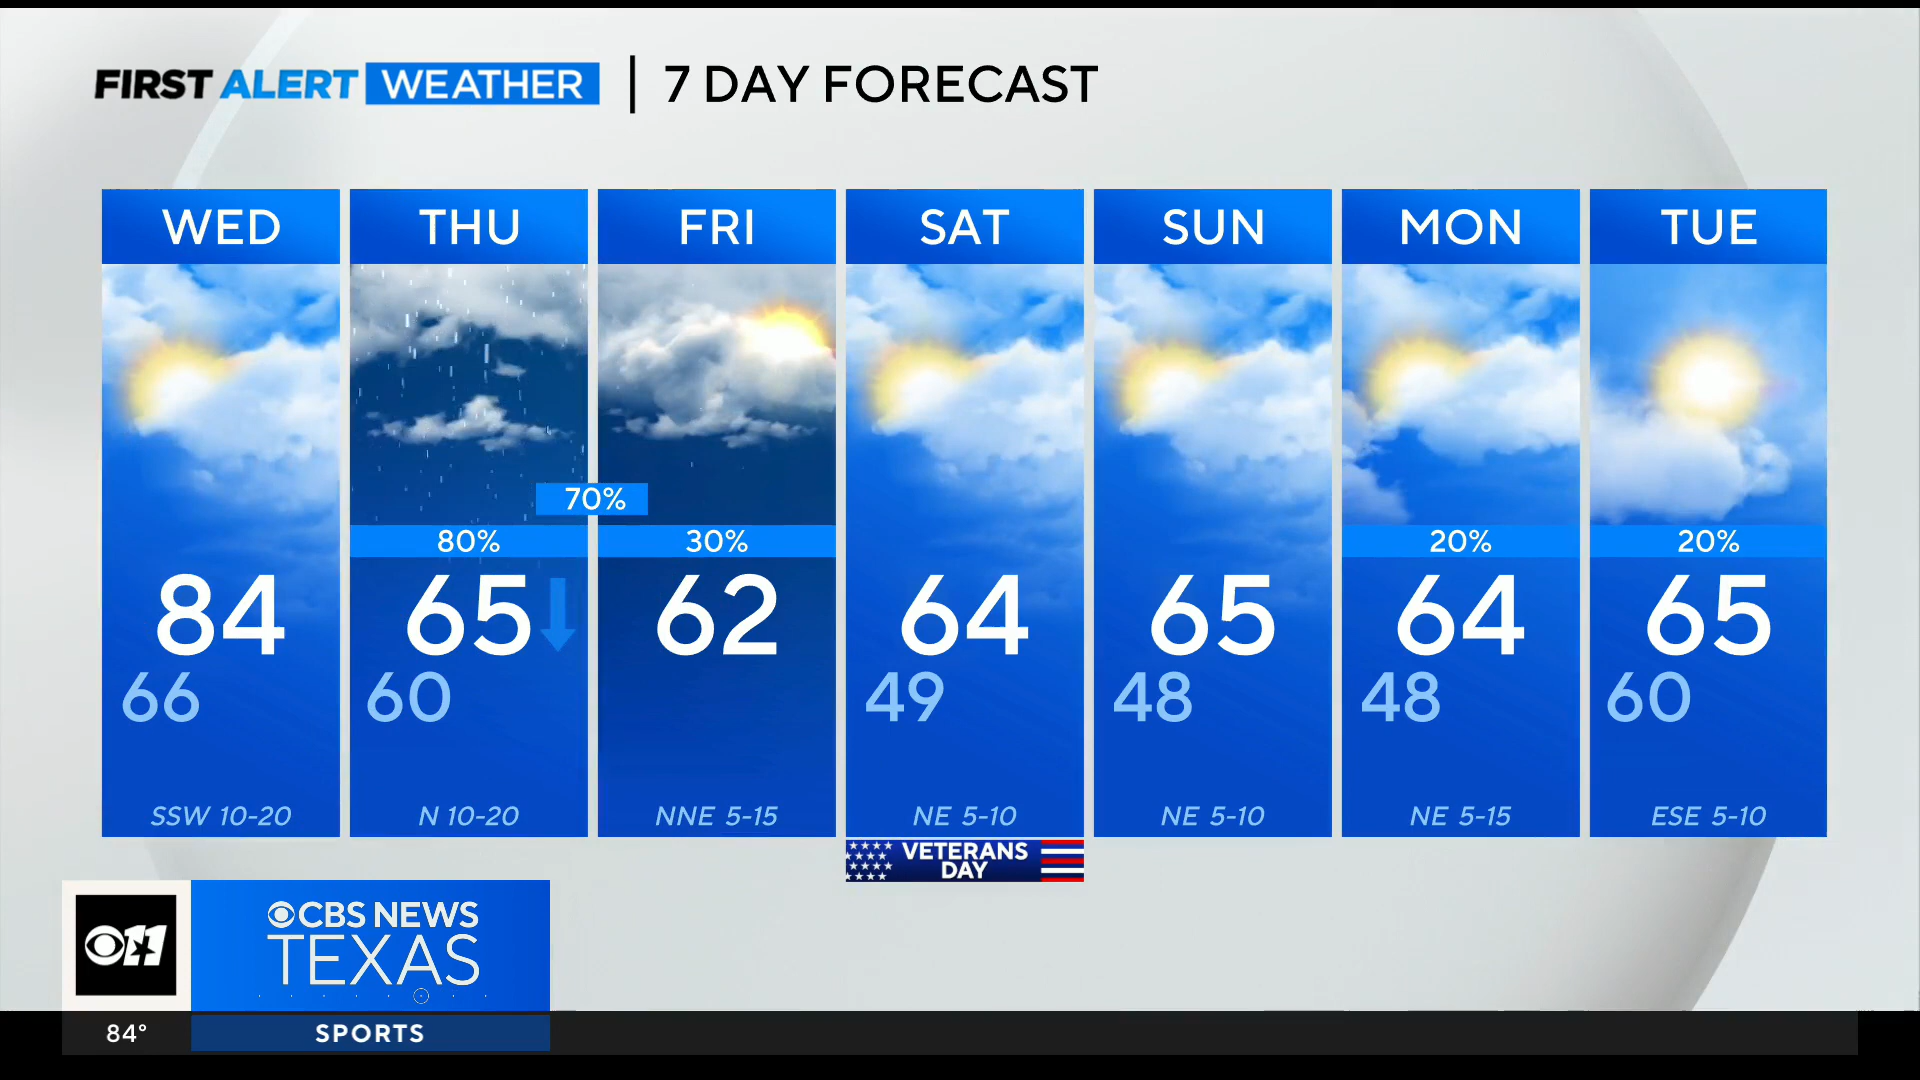 FIRST ALERT WEATHER | 7 DAY FORECAST
WED THU FRI SAT SUN MON TUE
70%
80% 30% 20% 20%
84 65 62 64 65 64 65
66 60 49 48 48 60
SSW 10-20 N 10-20 NNE 5-15 NE 5-10 NE 5-10 NE 5-15 ESE 5-10
VETERANS
DAY
11
CBS NEWS
TEXAS
84° SPORTS